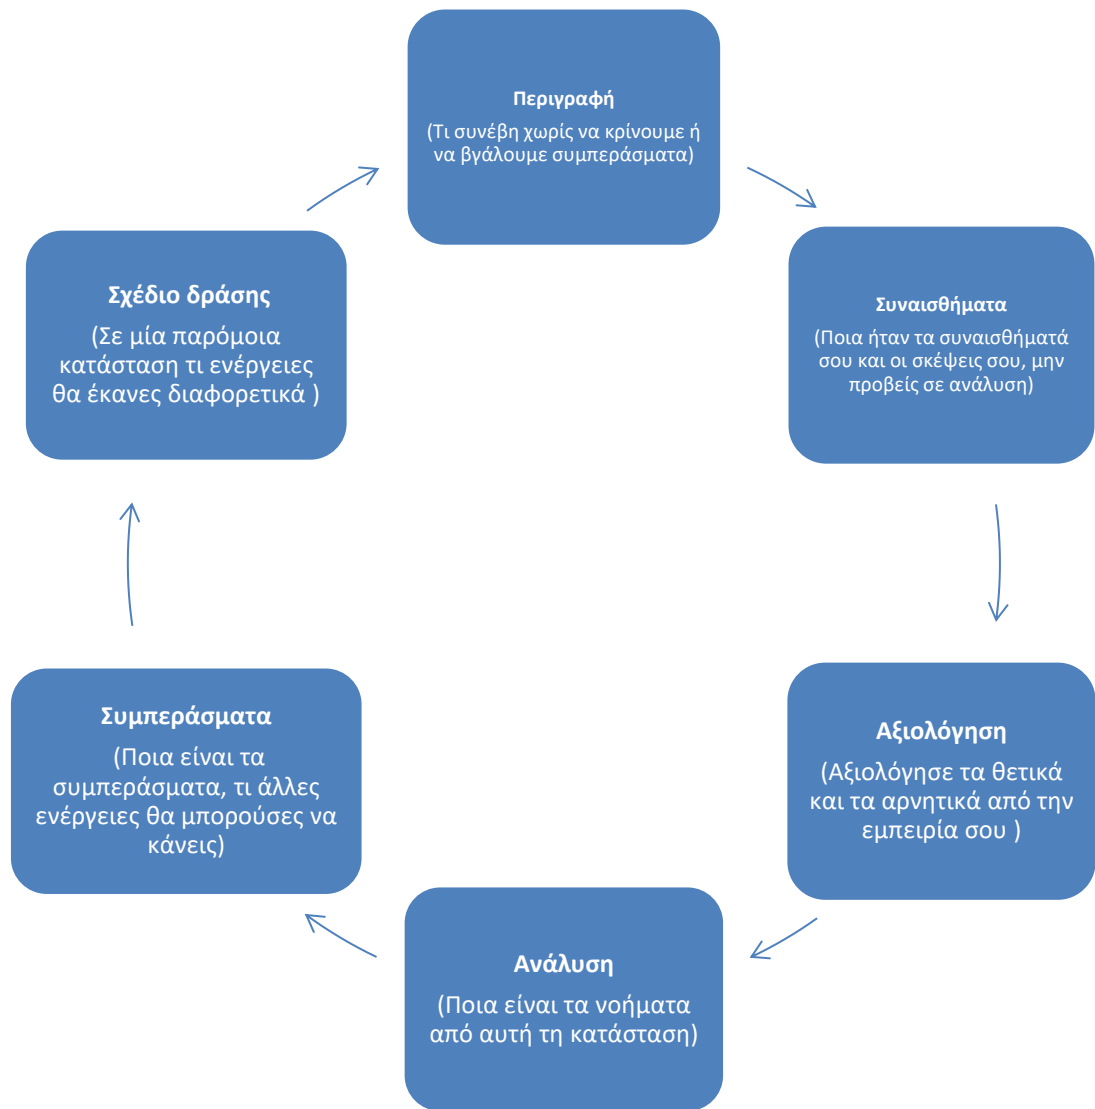 Περιγραφή
(Τι συνέβη χωρίς να κρίνουμε ή
να βγάλουμε συμπεράσματα)
Συναισθήματα
(Ποια ήταν τα συναισθήματά
σου και οι σκέψεις σου, μην
προβείς σε ανάλυση)
Αξιολόγηση
(Αξιολόγησε τα θετικά
και τα αρνητικά από την
εμπειρία σου )
Ανάλυση
(Ποια είναι τα νοήματα
από αυτή τη κατάσταση)
Συμπεράσματα
(Ποια είναι τα
συμπεράσματα, τι άλλες
ενέργειες θα μπορούσες να
κάνεις)
Σχέδιο δράσης
(Σε μία παρόμοια
κατάσταση τι ενέργειες
θα έκανες διαφορετικά )